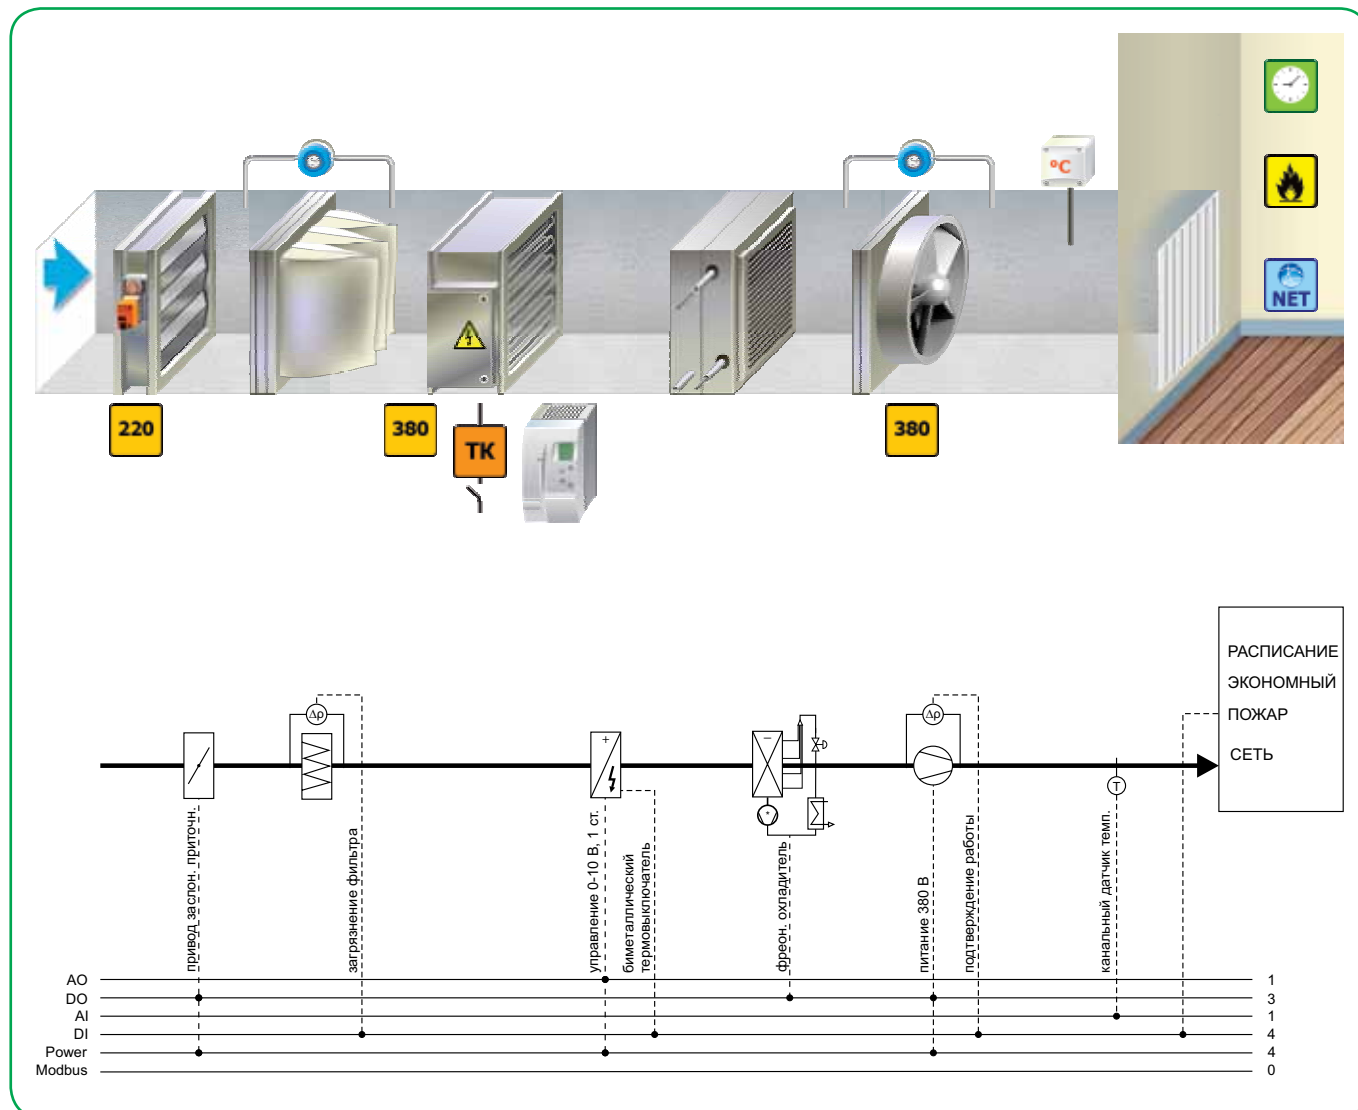 °C
NET
220
380
TK
380
РАСПИСАНИЕ
ЭКОНОМНЫЙ
ПОЖАР
СЕТЬ
Δp
+
–
*
Δp
T
привод заслон. приточн.
загрязнение фильтра
управление 0-10 В, 1 ст.
биметаллический
термовыключатель
фреон. охладитель
питание 380 В
подтверждение работы
канальный датчик темп.
AO 1
DO 3
AI 1
DI 4
Power 4
Modbus 0